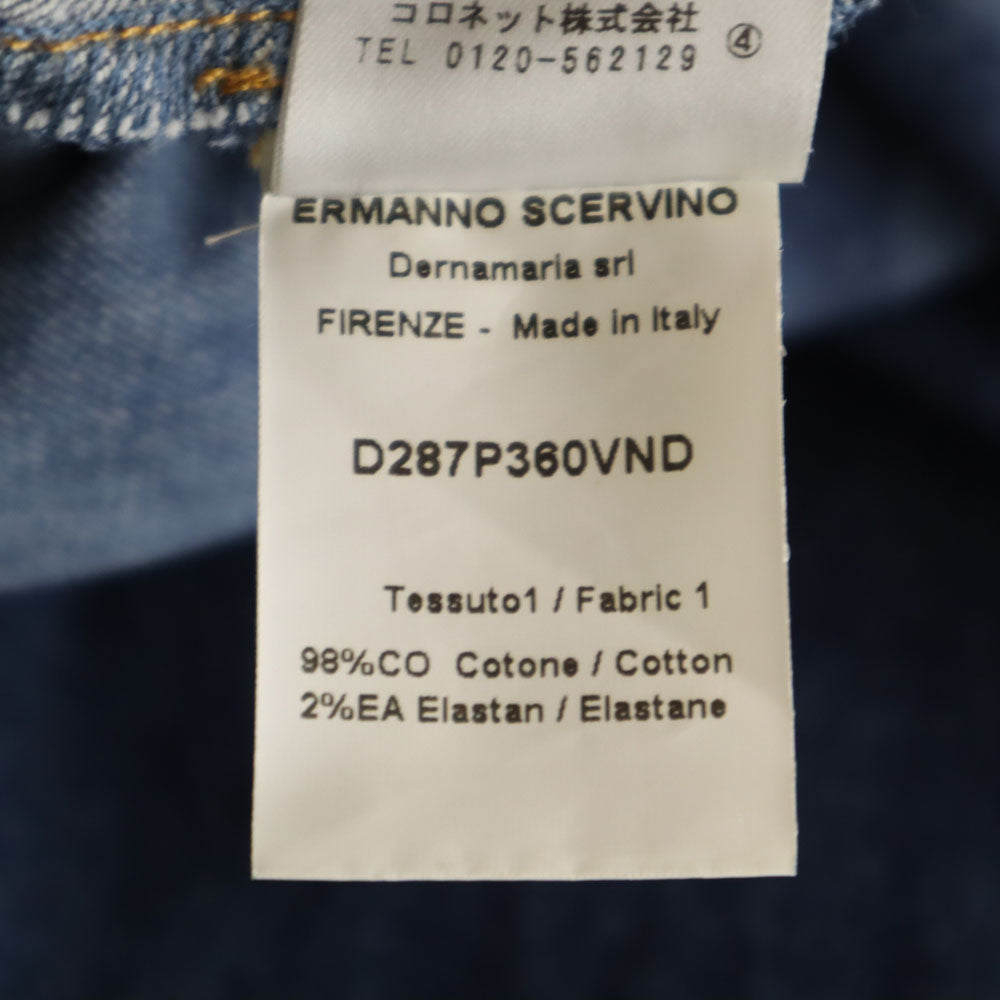 コロネット株式会社
TEL 0120-562129 ④
ERMANNO SCERVINO
Dernamaria srl
FIRENZE - Made in Italy
D287P360VND
Tessuto1 / Fabric 1
98%CO Cotone / Cotton
2%EA Elastan / Elastane